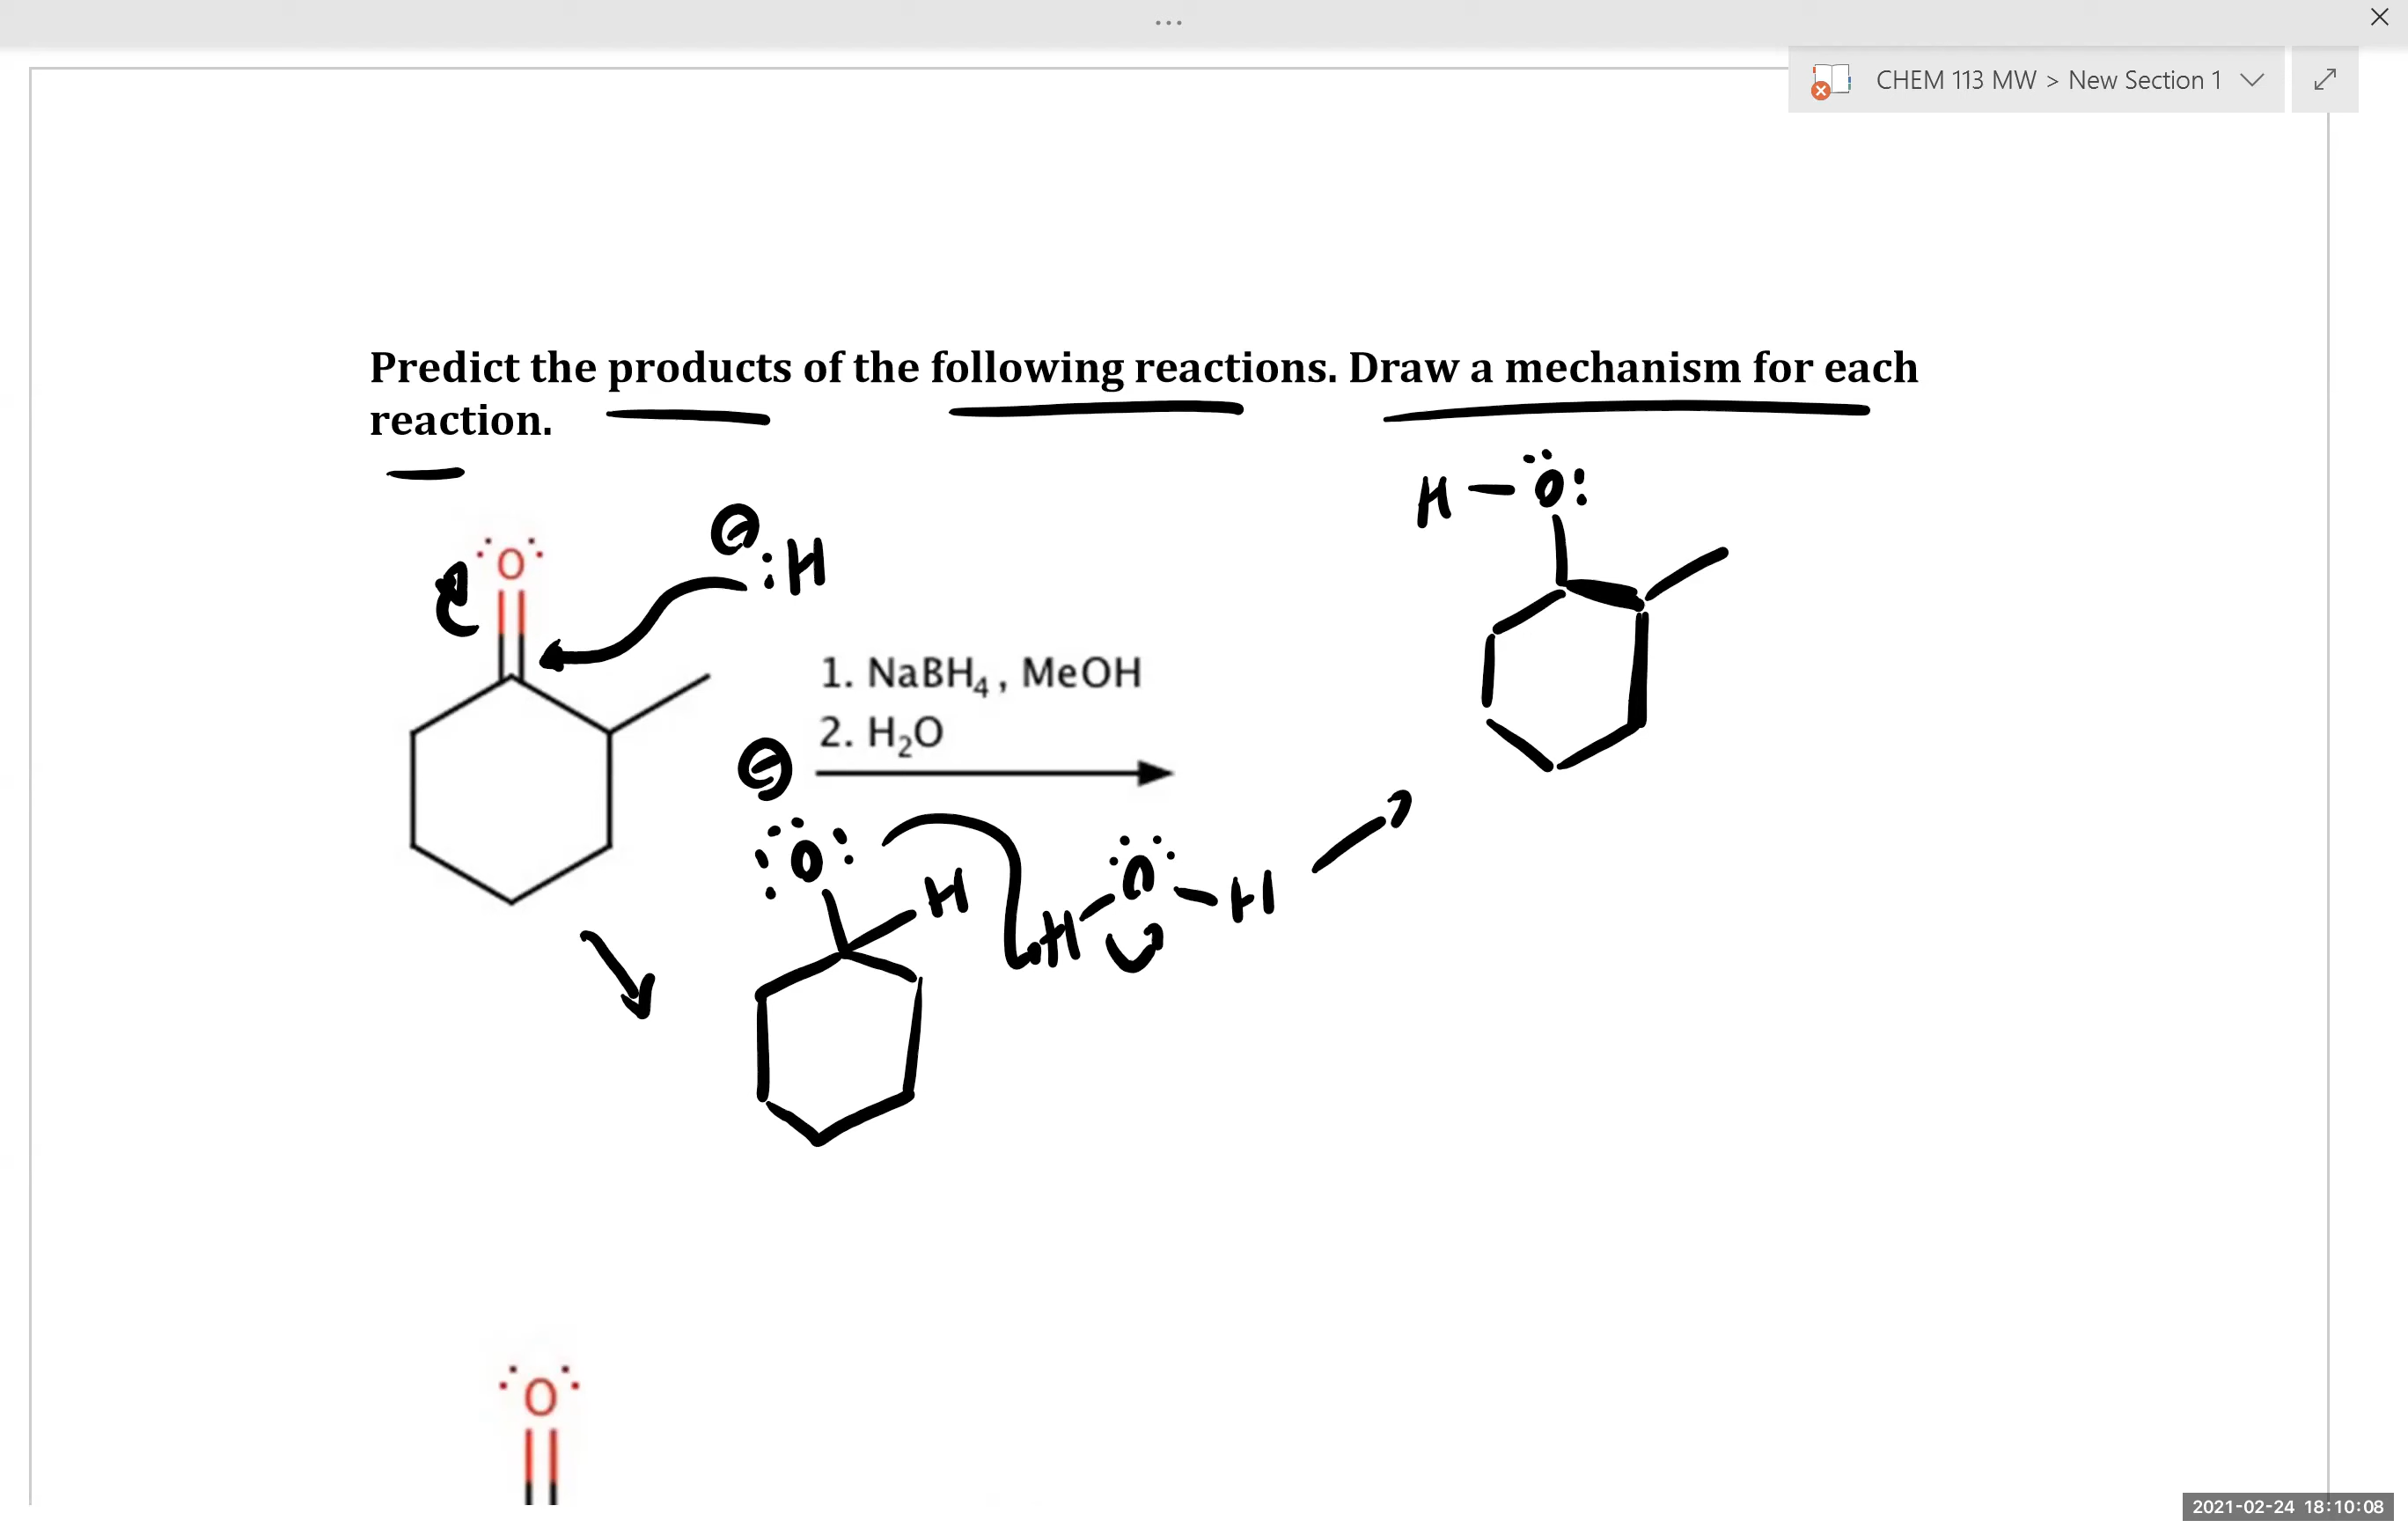 ...
CHEM 113 MW > New Section 1
Predict the products of the following reactions. Draw a mechanism for each
reaction.
H–O
O
⊖
:H
1. NaBH₄ , MeOH
2. H₂O
⊖
O
H
H–O–H
O
2021-02-24 18:10:08